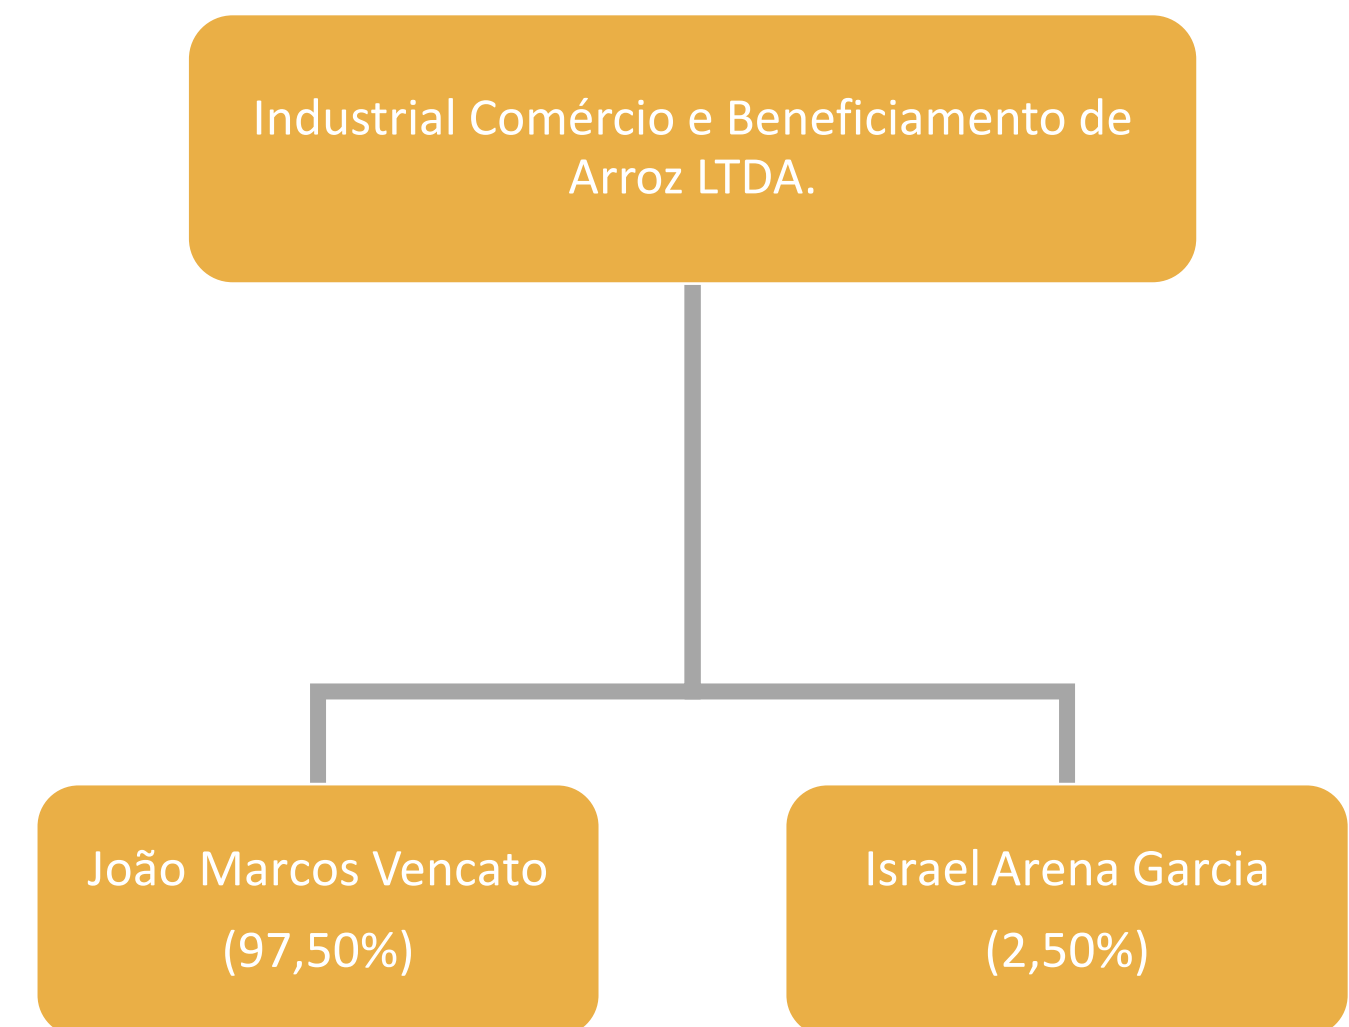 Industrial Comércio e Beneficiamento de
Arroz LTDA.
João Marcos Vencato
(97,50%)
Israel Arena Garcia
(2,50%)